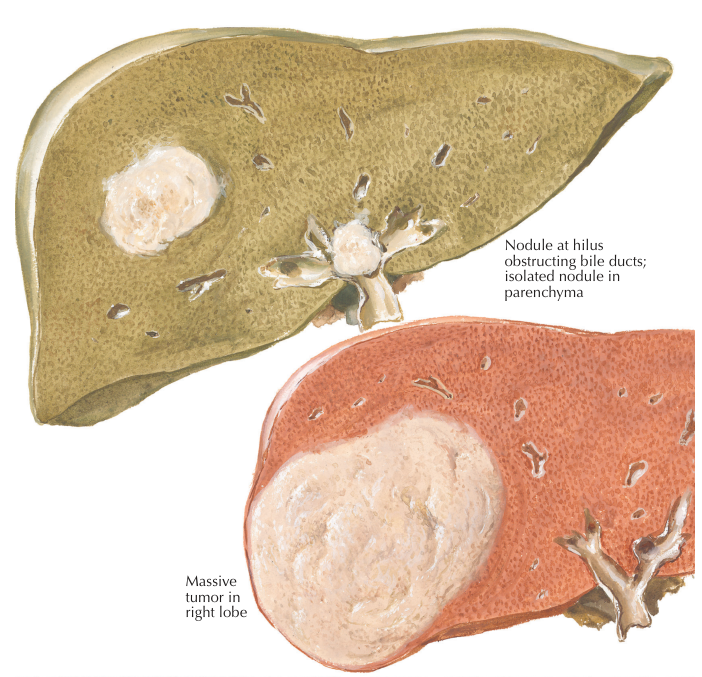 Nodule at hilus
obstructing bile ducts;
isolated nodule in
parenchyma
Massive
tumor in
right lobe